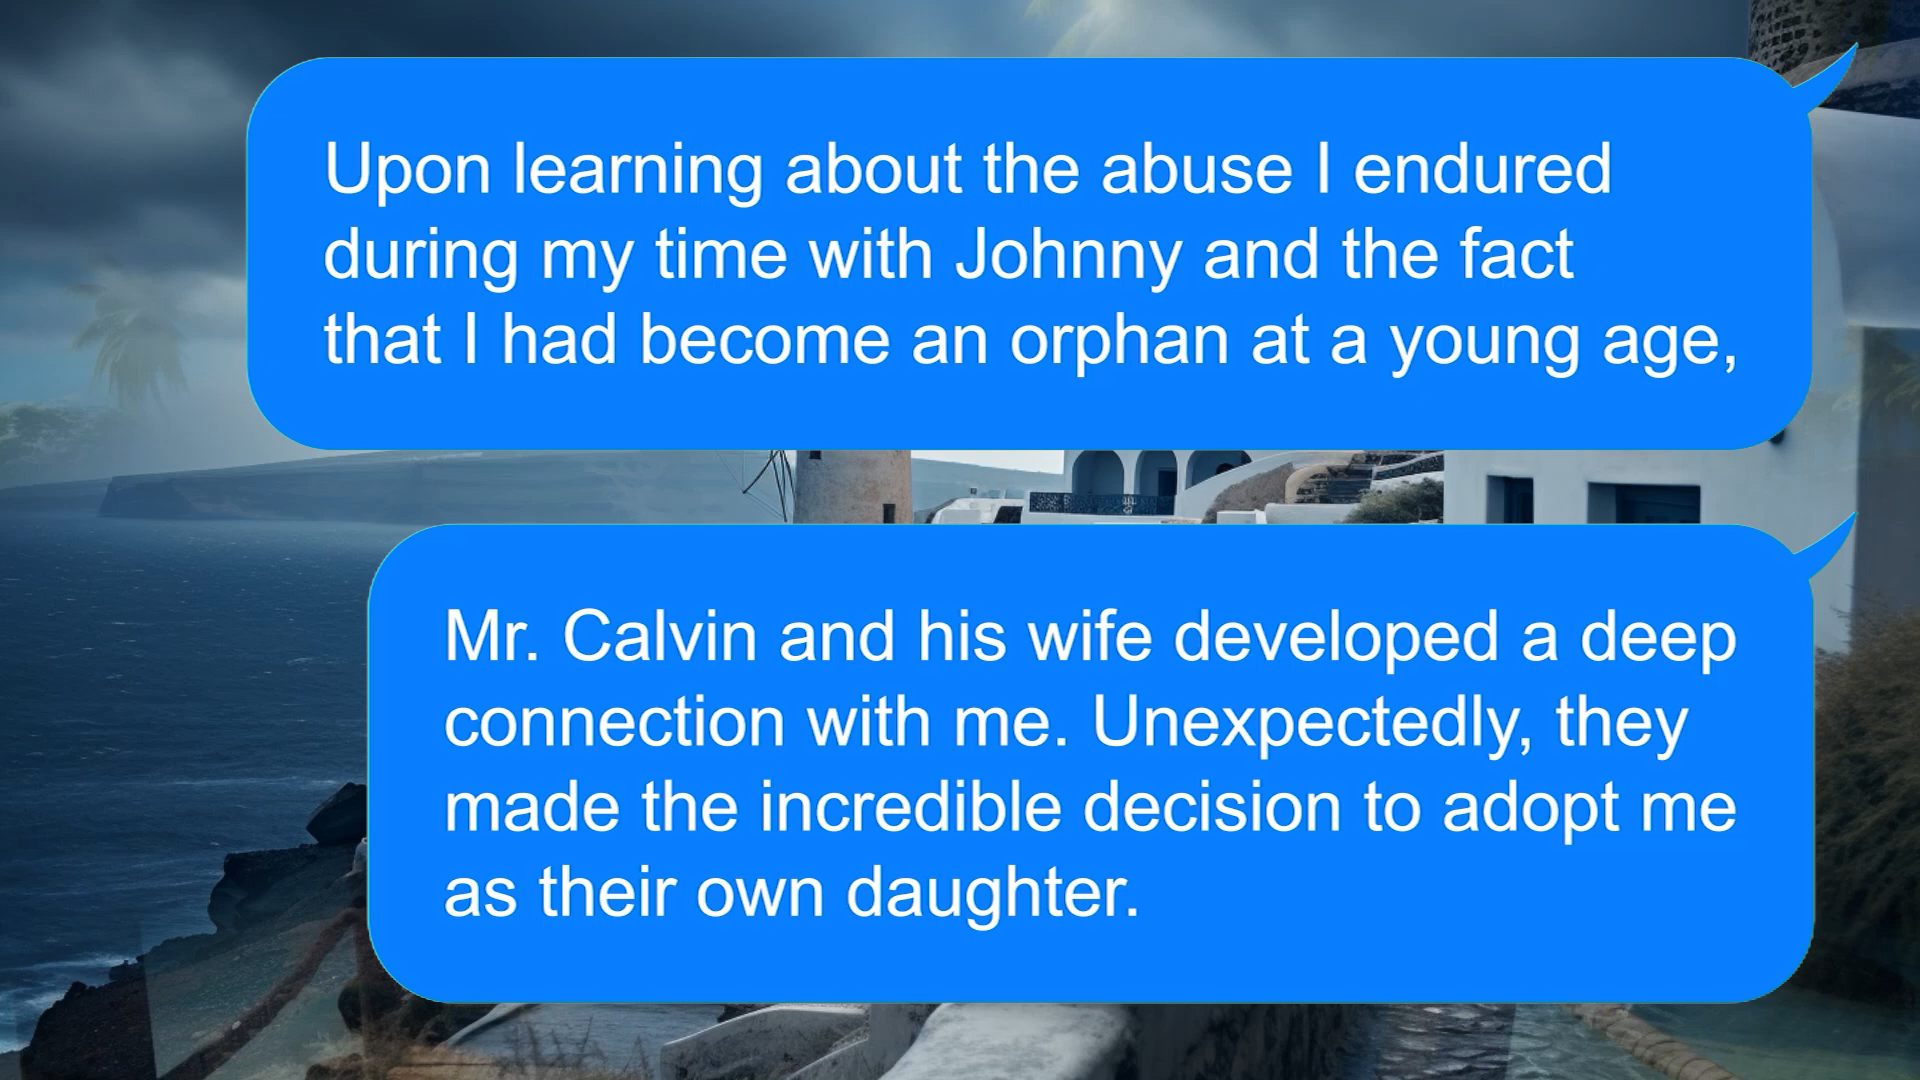 Upon learning about the abuse I endured
during my time with Johnny and the fact
that I had become an orphan at a young age,
Mr. Calvin and his wife developed a deep
connection with me. Unexpectedly, they
made the incredible decision to adopt me
as their own daughter.